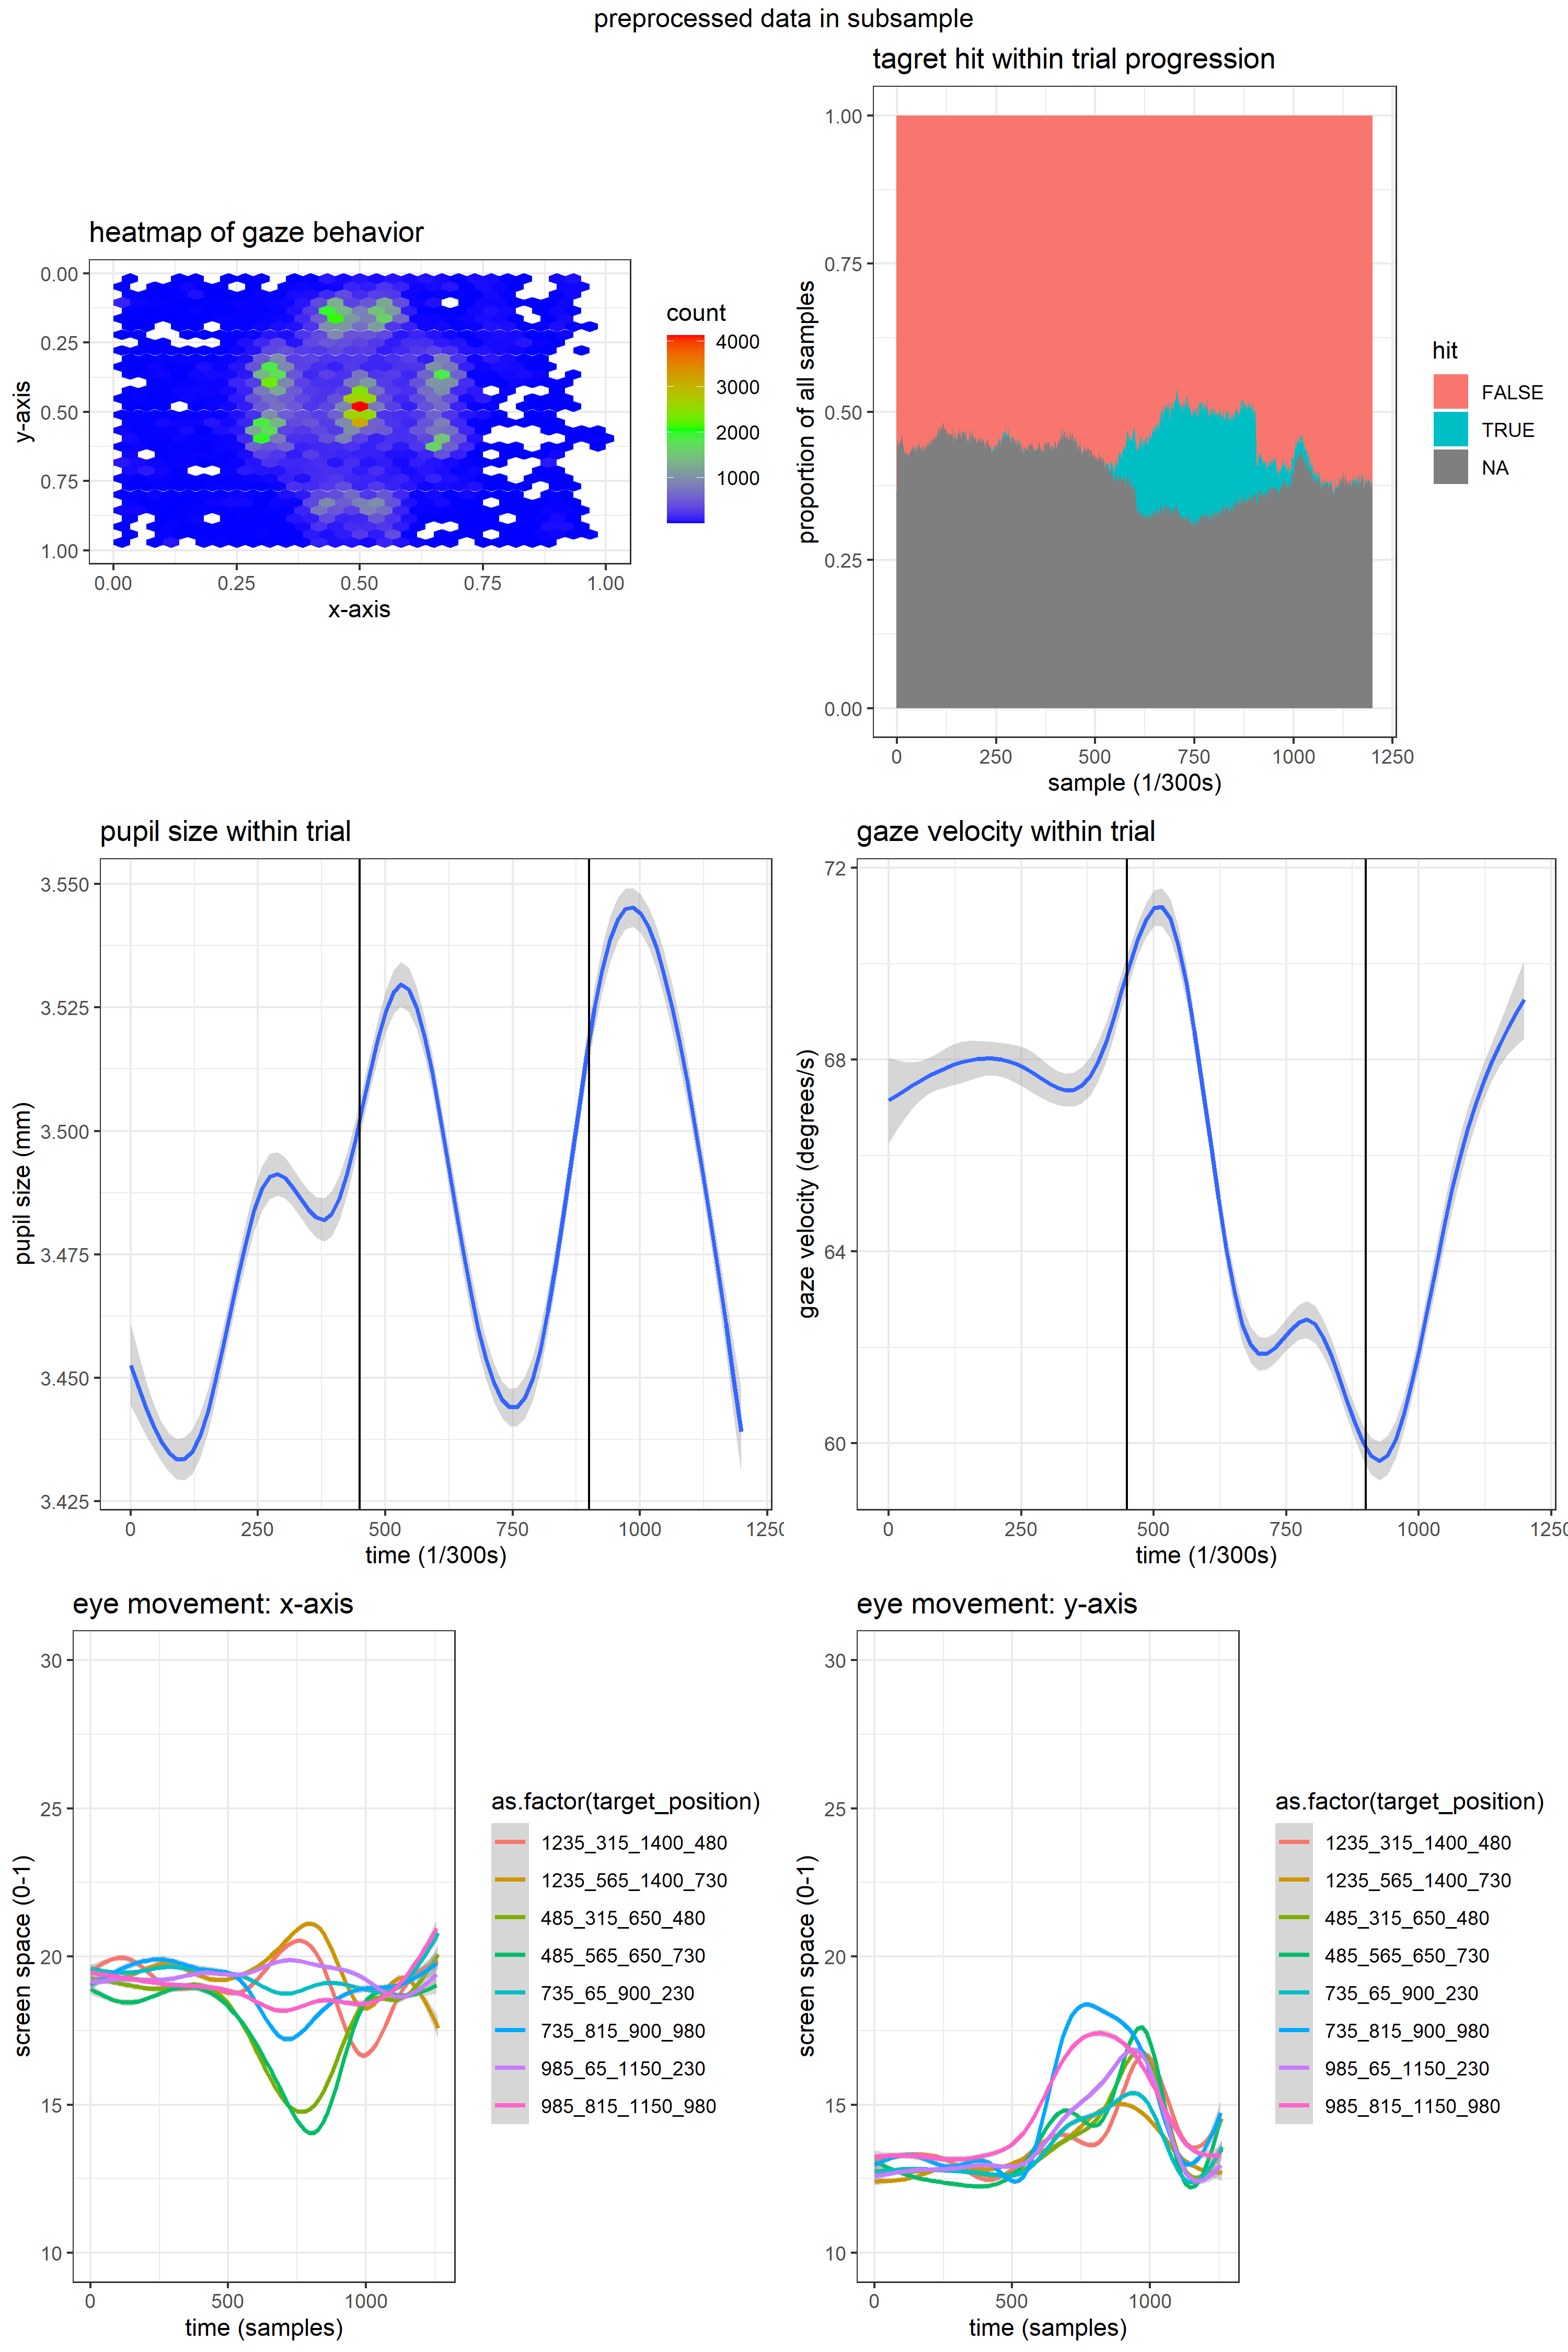 preprocessed data in subsample
heatmap of gaze behavior
0.00
0.25
0.50
0.75
1.00
y-axis
0.00 0.25 0.50 0.75 1.00
x-axis
count
4000
3000
2000
1000
tagret hit within trial progression
1.00
0.75
0.50
0.25
0.00
proportion of all samples
0 250 500 750 1000 1250
sample (1/300s)
hit
FALSE
TRUE
NA
pupil size within trial
3.550
3.525
3.500
3.475
3.450
3.425
pupil size (mm)
0 250 500 750 1000 1250
time (1/300s)
gaze velocity within trial
72
68
64
60
gaze velocity (degrees/s)
0 250 500 750 1000 1250
time (1/300s)
eye movement: x-axis
30
25
20
15
10
screen space (0-1)
0 500 1000
time (samples)
as.factor(target_position)
1235_315_1400_480
1235_565_1400_730
485_315_650_480
485_565_650_730
735_65_900_230
735_815_900_980
985_65_1150_230
985_815_1150_980
eye movement: y-axis
30
25
20
15
10
screen space (0-1)
0 500 1000
time (samples)
as.factor(target_position)
1235_315_1400_480
1235_565_1400_730
485_315_650_480
485_565_650_730
735_65_900_230
735_815_900_980
985_65_1150_230
985_815_1150_980